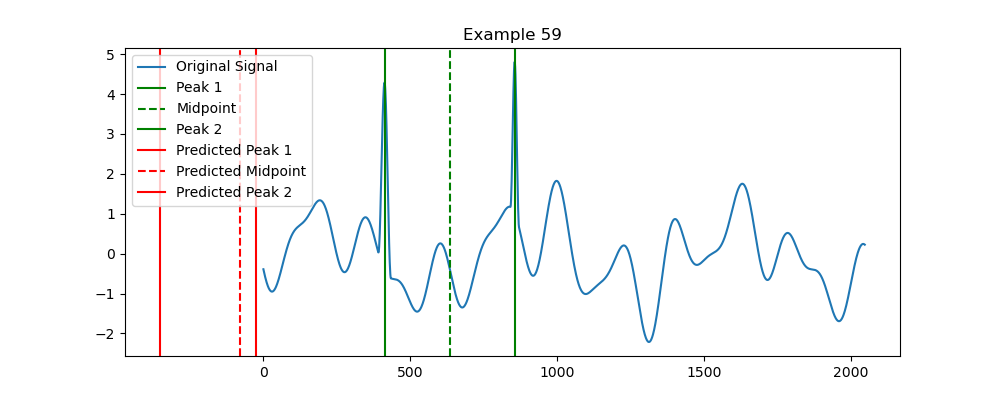 Example 59
5
4
3
2
1
0
−1
−2
Original Signal
Peak 1
Midpoint
Peak 2
Predicted Peak 1
Predicted Midpoint
Predicted Peak 2
0 500 1000 1500 2000